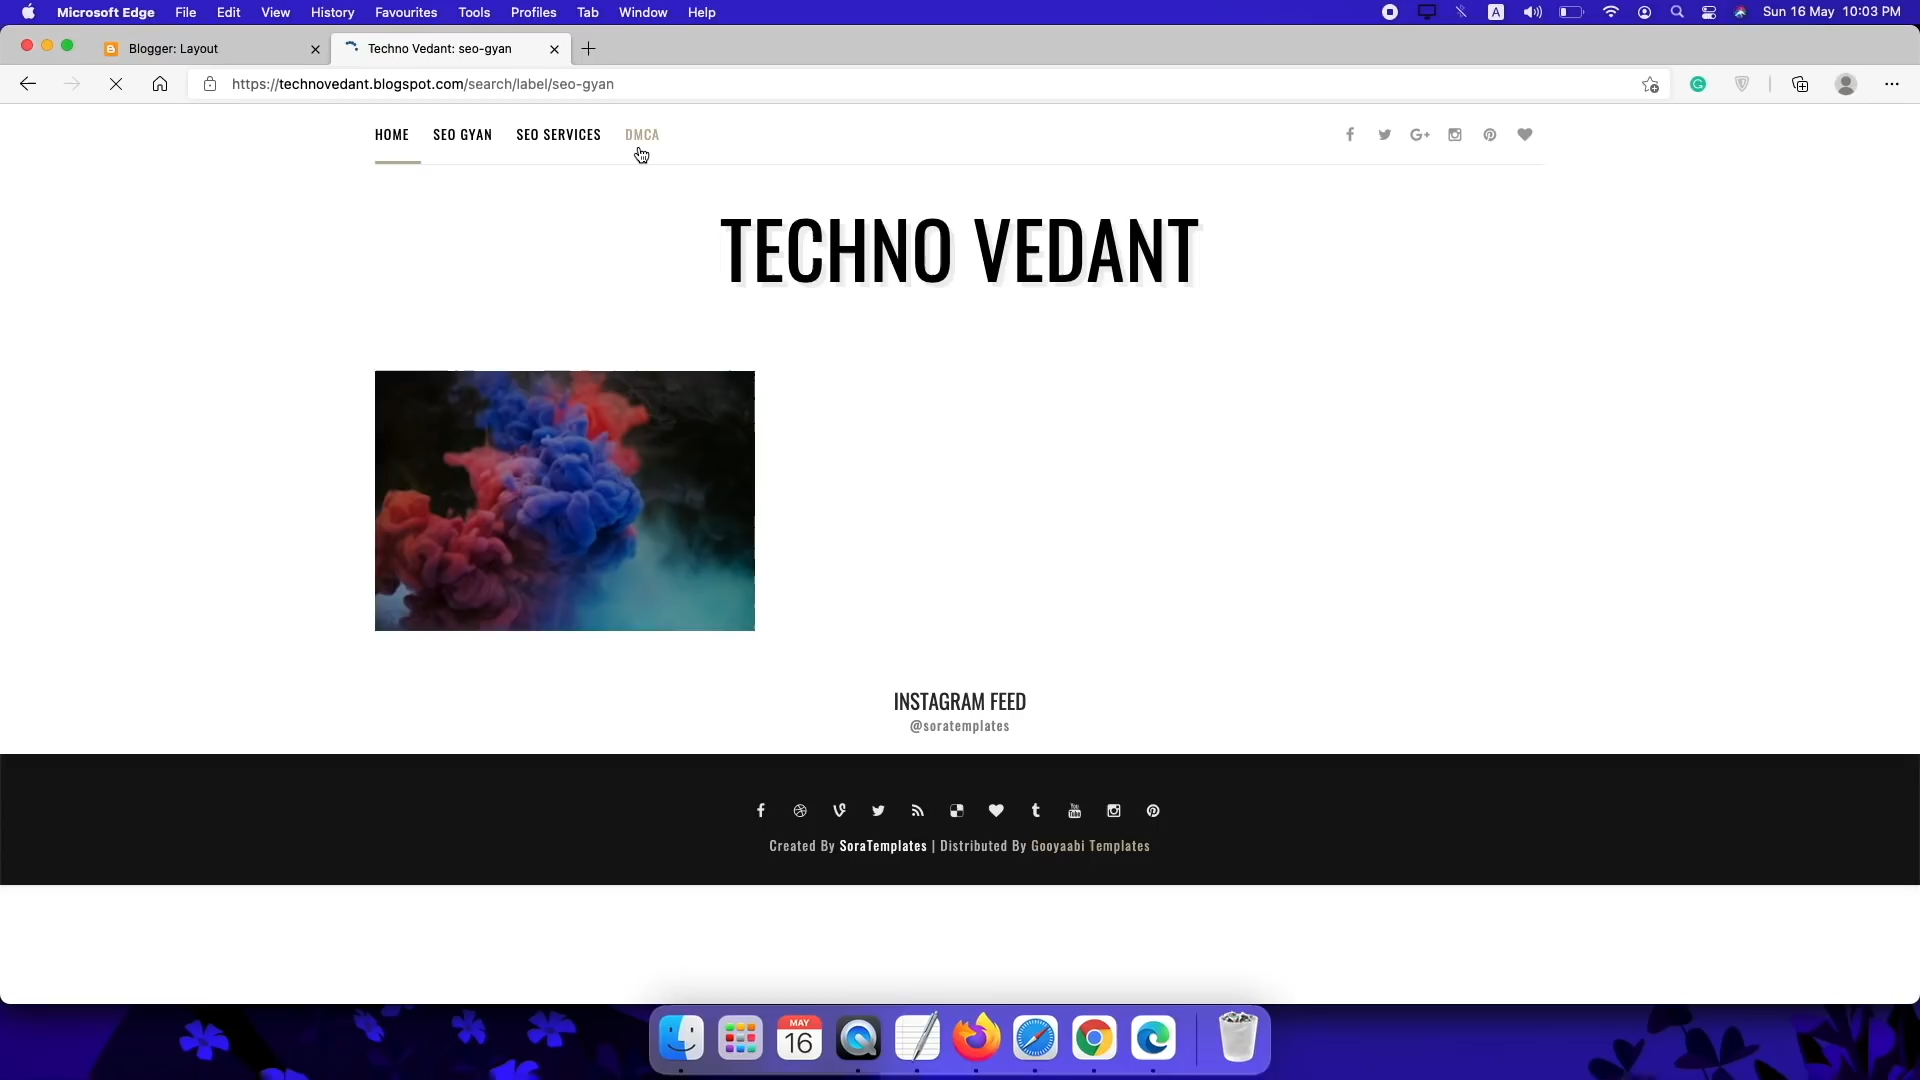 Microsoft Edge File Edit View History Favourites Tools Profiles Tab Window Help A Sun 16 May 10:03 PM
Blogger: Layout Techno Vedant: seo-gyan
https://technovedant.blogspot.com/search/label/seo-gyan
HOME SEO GYAN SEO SERVICES DMCA
TECHNO VEDANT
INSTAGRAM FEED
@soratemplates
Created By SoraTemplates | Distributed By Gooyaabi Templates
MAY
16